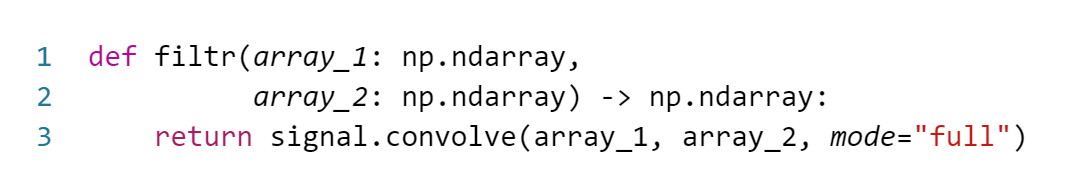 1 def filtr(array_1: np.ndarray,
2           array_2: np.ndarray) -> np.ndarray:
3     return signal.convolve(array_1, array_2, mode="full")